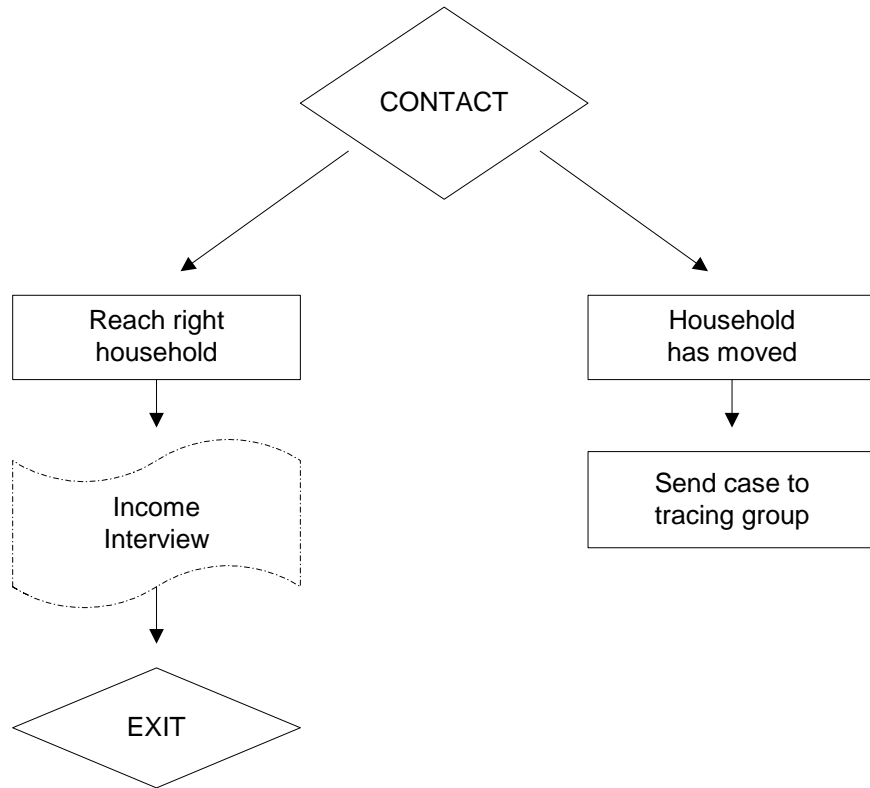 CONTACT
Reach right
household
Household
has moved
Income
Interview
Send case to
tracing group
EXIT